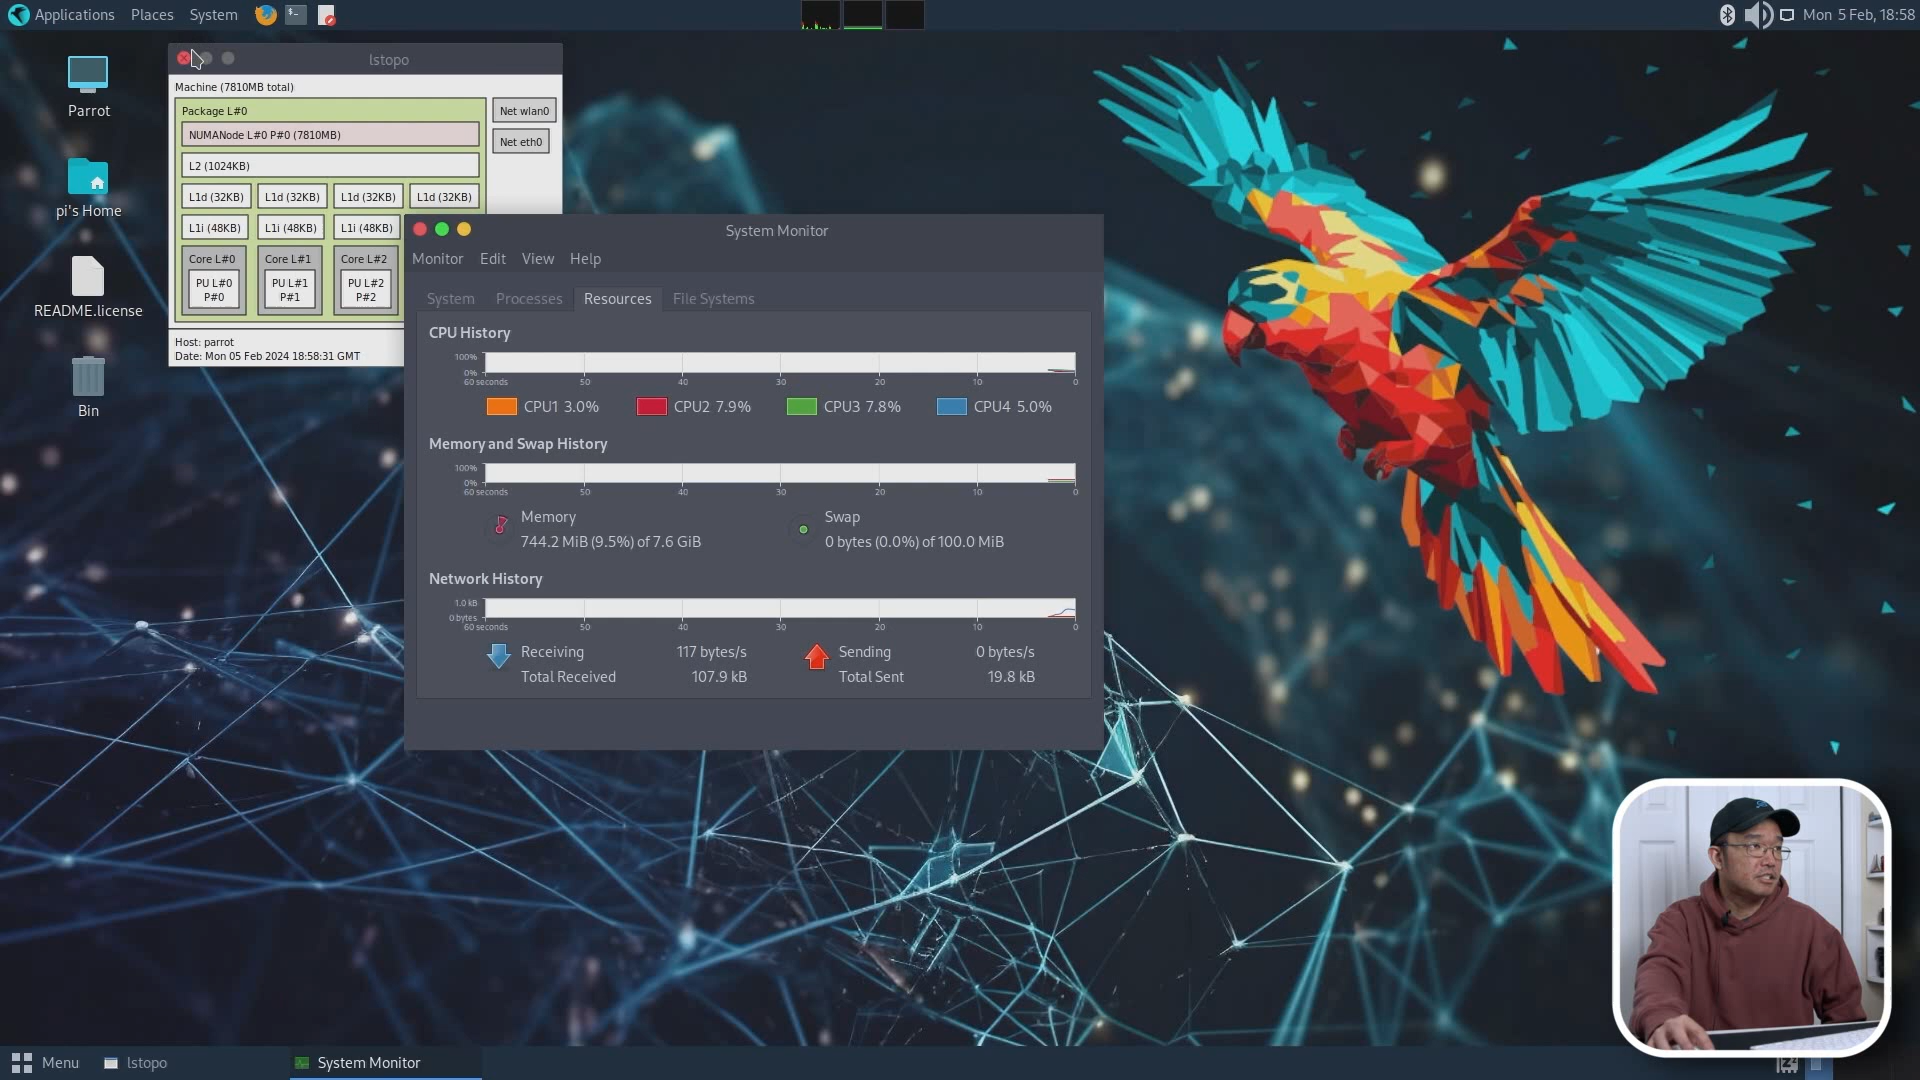 Applications Places System
Mon 5 Feb, 18:58
Parrot
pi's Home
README.license
Bin
lstopo
Machine (7810MB total)
Package L#0
NUMANode L#0 P#0 (7810MB)
L2 (1024KB)
L1d (32KB) L1d (32KB) L1d (32KB) L1d (32KB)
L1i (48KB) L1i (48KB) L1i (48KB)
Core L#0 Core L#1 Core L#2
PU L#0 PU L#1 PU L#2
P#0 P#1 P#2
Net wlan0
Net eth0
Host: parrot
Date: Mon 05 Feb 2024 18:58:31 GMT
System Monitor
Monitor Edit View Help
System Processes Resources File Systems
CPU History
100%
0%
60 seconds 50 40 30 20 10 0
CPU1 3.0% CPU2 7.9% CPU3 7.8% CPU4 5.0%
Memory and Swap History
100%
0%
60 seconds 50 40 30 20 10 0
Memory Swap
744.2 MiB (9.5%) of 7.6 GiB 0 bytes (0.0%) of 100.0 MiB
Network History
1.0 kB
0 bytes
60 seconds 50 40 30 20 10 0
Receiving 117 bytes/s Sending 0 bytes/s
Total Received 107.9 kB Total Sent 19.8 kB
Menu lstopo System Monitor